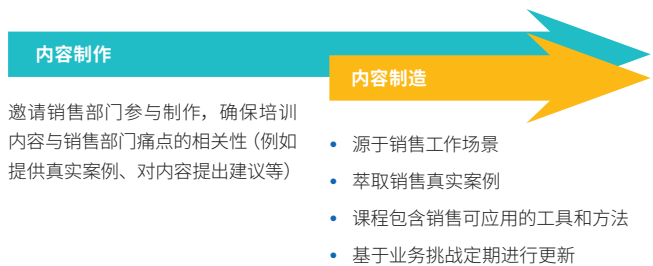 内容制作
邀请销售部门参与制作，确保培训
内容与销售部门痛点的相关性（例如
提供真实案例、对内容提出建议等）
内容制造
• 源于销售工作场景
• 萃取销售真实案例
• 课程包含销售可应用的工具和方法
• 基于业务挑战定期进行更新